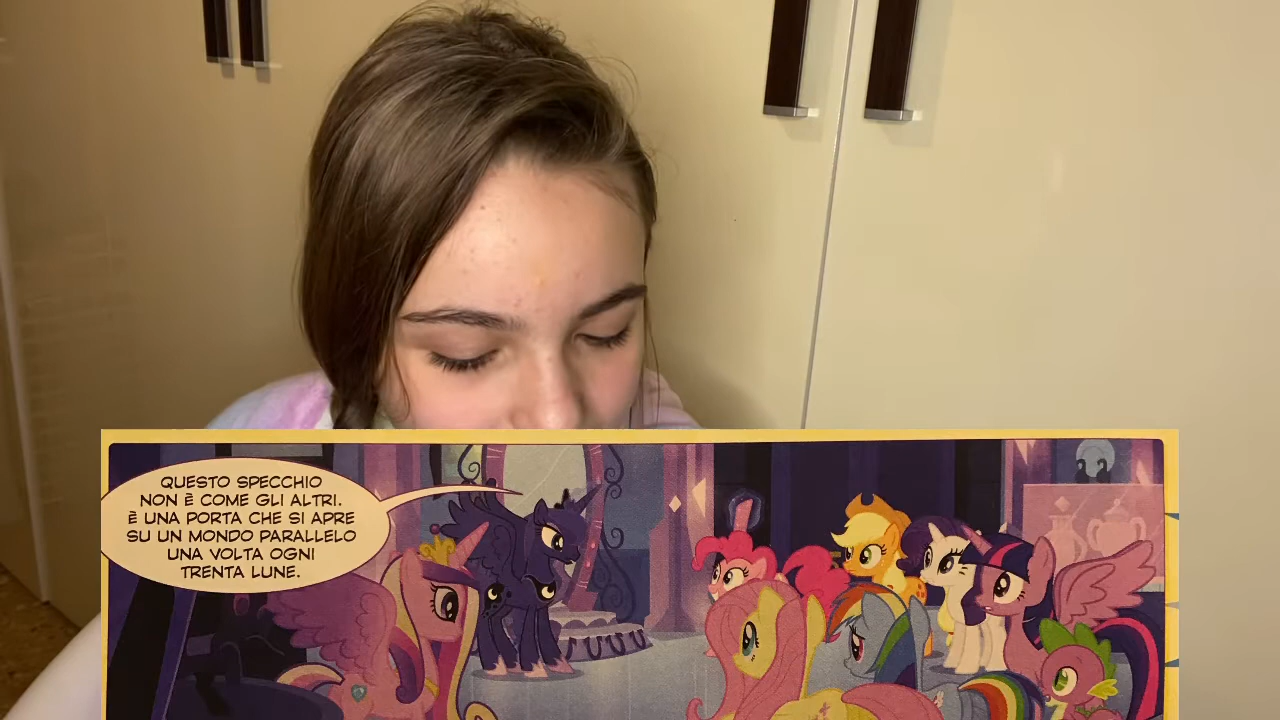 QUESTO SPECCHIO
NON È COME GLI ALTRI.
È UNA PORTA CHE SI APRE
SU UN MONDO PARALLELO
UNA VOLTA OGNI
TRENTA LUNE.